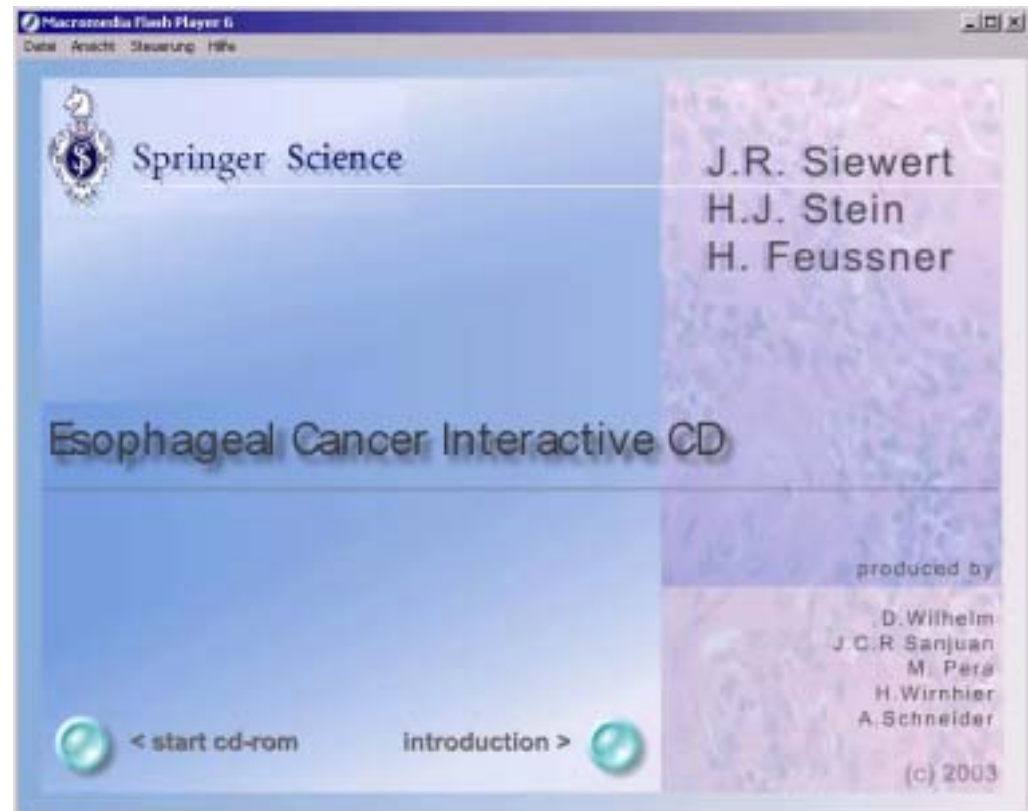 Macromedia Flash Player 6
Datei Ansicht Steuerung Hilfe
Springer Science
J.R. Siewert
H.J. Stein
H. Feussner
Esophageal Cancer Interactive CD
produced by
D.Wilhelm
J.C.R Sanjuan
M. Pera
H.Wirnhier
A.Schneider
< start cd-rom
introduction >
(c) 2003